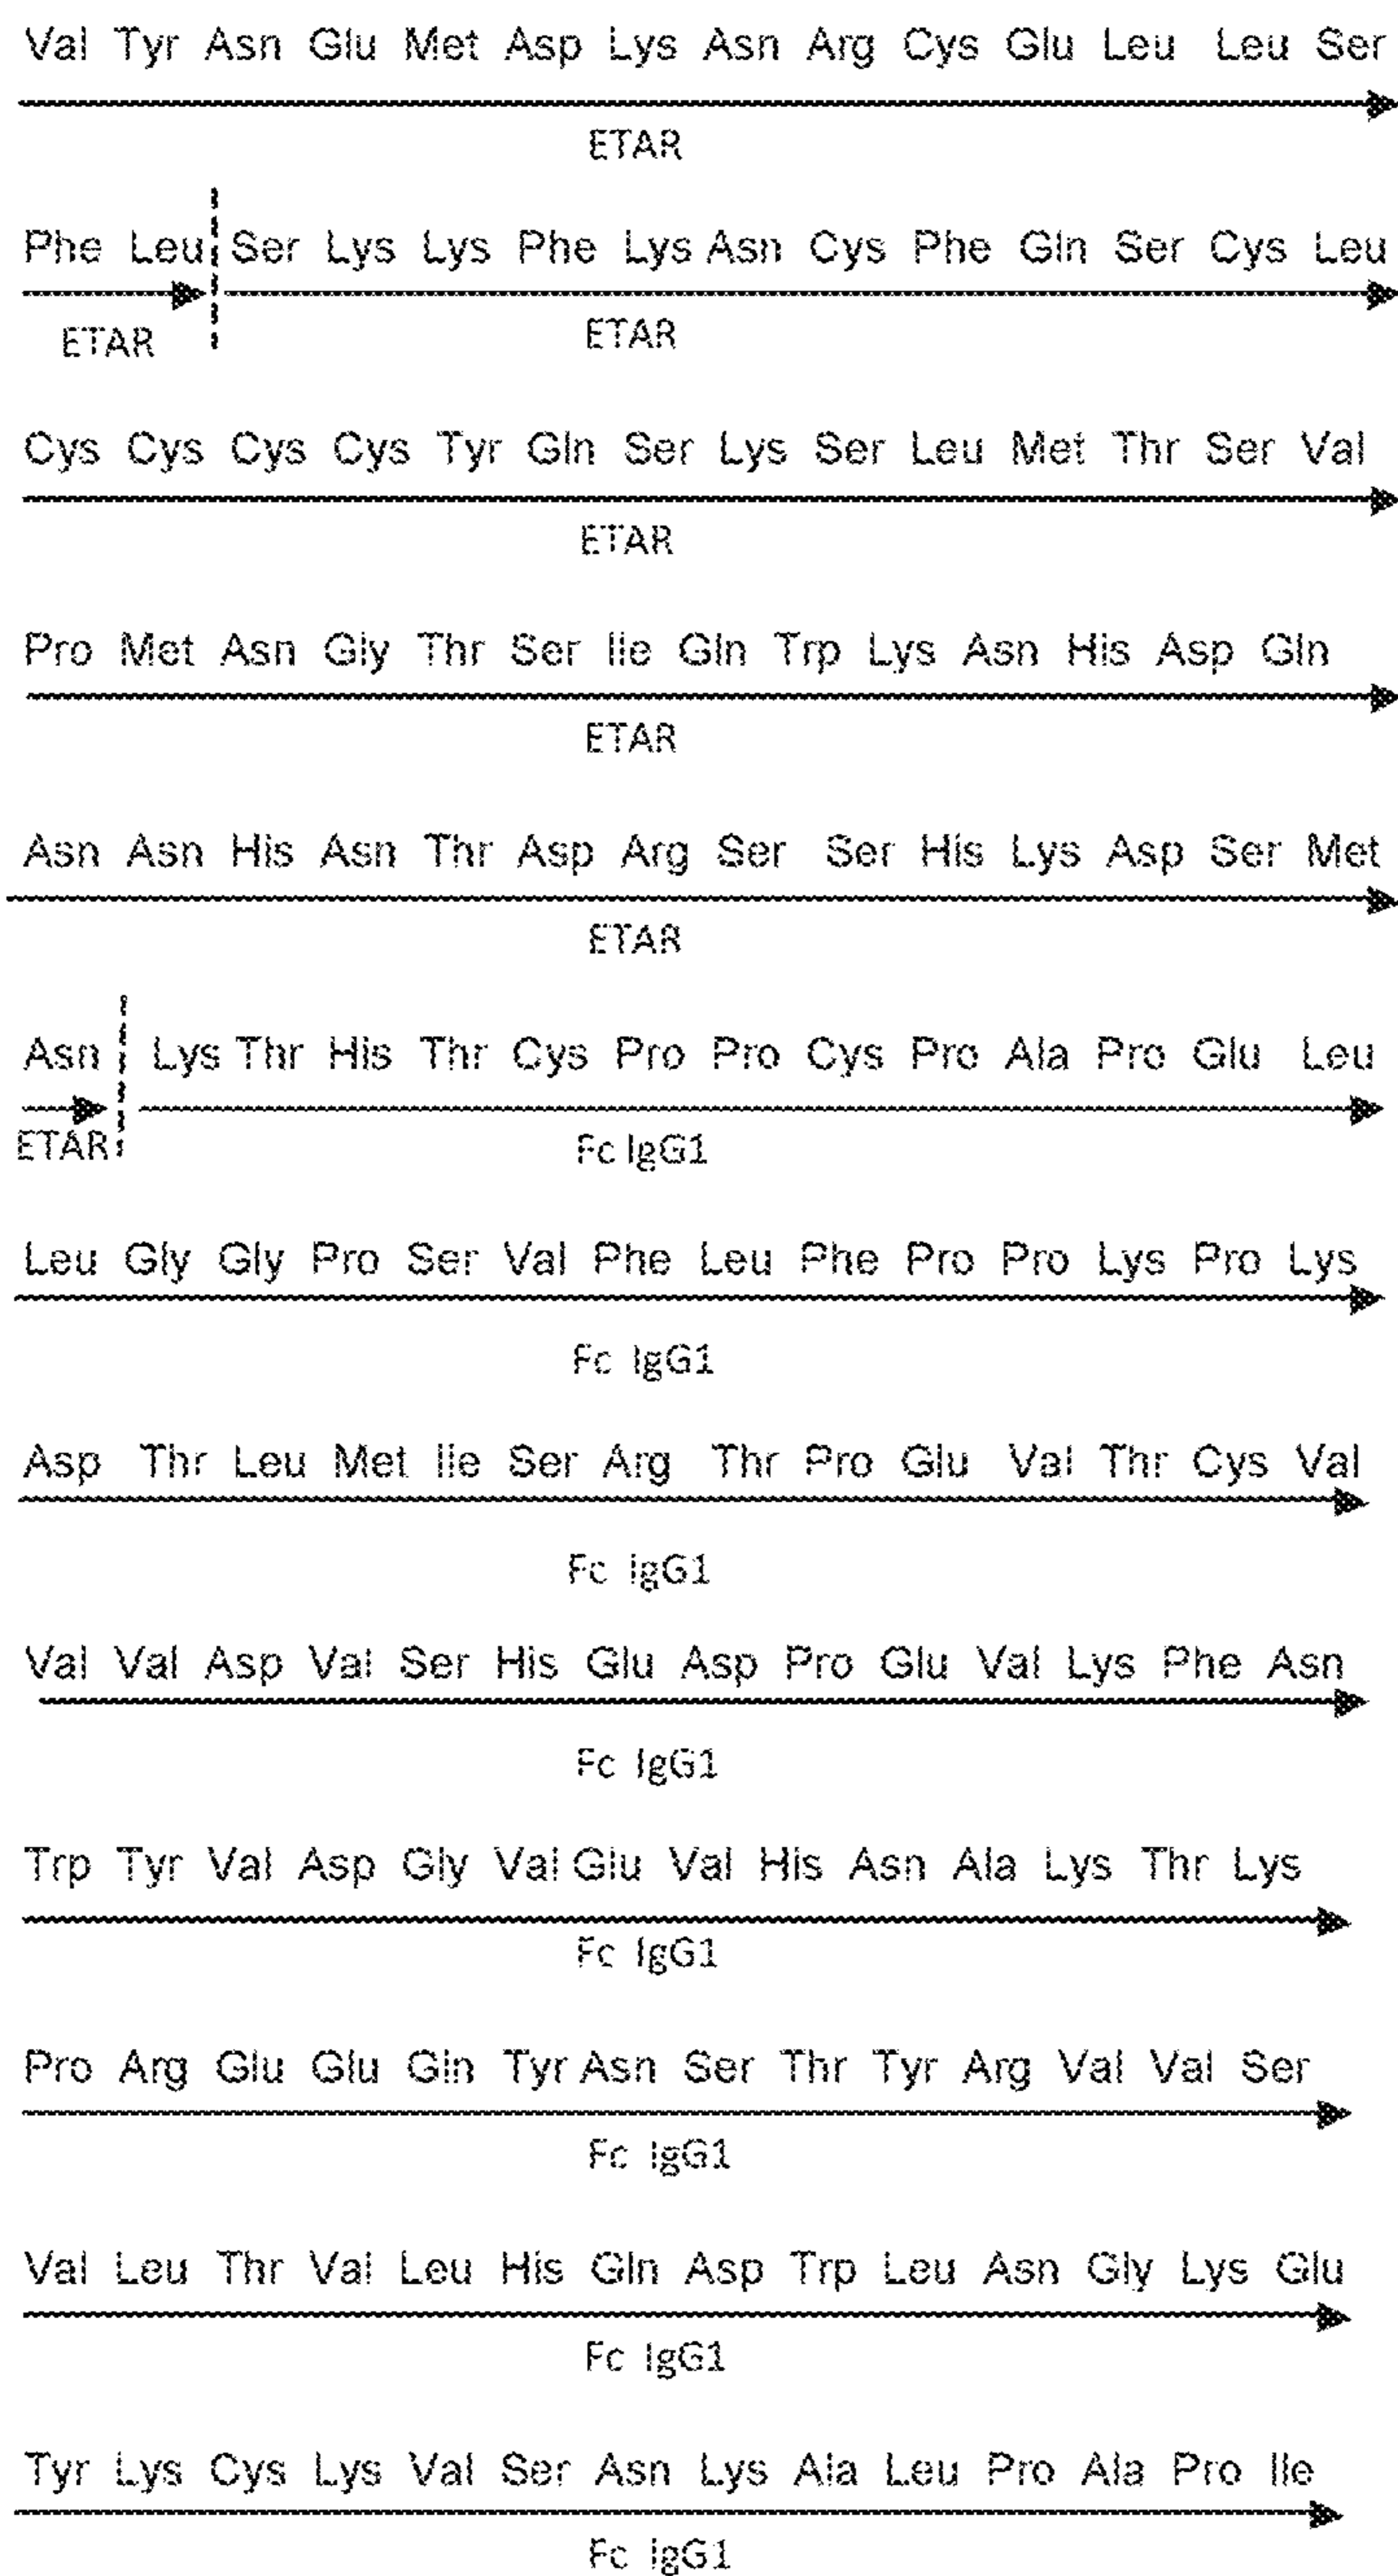 Val Tyr Asn Glu Met Asp Lys Asn Arg Cys Glu Leu Leu Ser
ETAR
Phe Leu Ser Lys Lys Phe Lys Asn Cys Phe Gln Ser Cys Leu
ETAR ETAR
Cys Cys Cys Cys Tyr Gln Ser Lys Ser Leu Met Thr Ser Val
ETAR
Pro Met Asn Gly Thr Ser Ile Gln Trp Lys Asn His Asp Gln
ETAR
Asn Asn His Asn Thr Asp Arg Ser Ser His Lys Asp Ser Met
ETAR
Asn Lys Thr His Thr Cys Pro Pro Cys Pro Ala Pro Glu Leu
ETAR Fc IgG1
Leu Gly Gly Pro Ser Val Phe Leu Phe Pro Pro Lys Pro Lys
Fc IgG1
Asp Thr Leu Met Ile Ser Arg Thr Pro Glu Val Thr Cys Val
Fc IgG1
Val Val Asp Val Ser His Glu Asp Pro Glu Val Lys Phe Asn
Fc IgG1
Trp Tyr Val Asp Gly Val Glu Val His Asn Ala Lys Thr Lys
Fc IgG1
Pro Arg Glu Glu Gln Tyr Asn Ser Thr Tyr Arg Val Val Ser
Fc IgG1
Val Leu Thr Val Leu His Gln Asp Trp Leu Asn Gly Lys Glu
Fc IgG1
Tyr Lys Cys Lys Val Ser Asn Lys Ala Leu Pro Ala Pro Ile
Fc IgG1